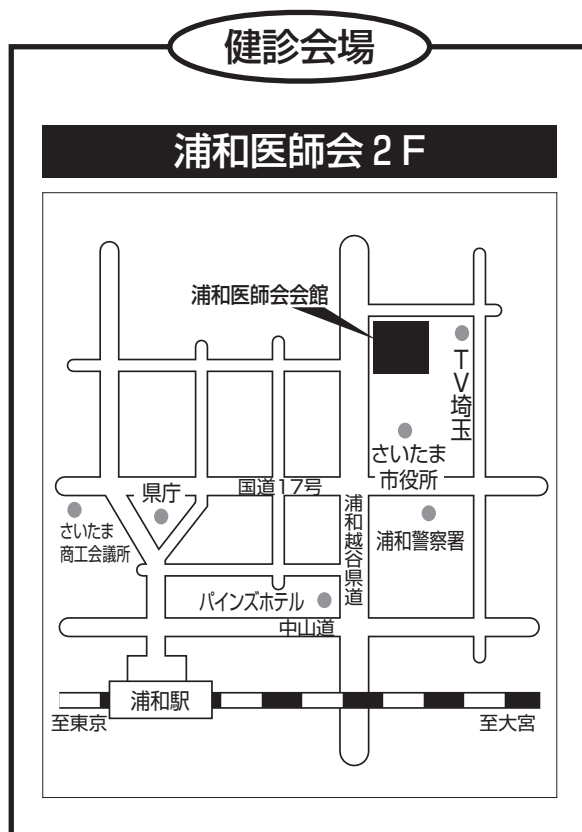 健診会場
浦和医師会２Ｆ
浦和医師会会館
ＴＶ埼玉
さいたま
市役所
国道17号
県庁
さいたま
商工会議所
浦和越谷県道
浦和警察署
パインズホテル
中山道
浦和駅
至東京
至大宮